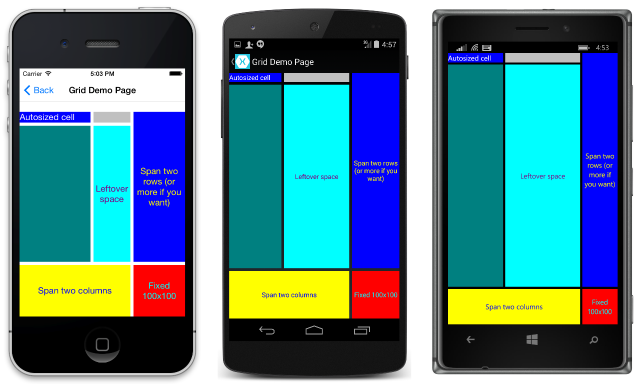 Carrier 5:03 PM
Back Grid Demo Page
Autosized cell
Leftover
space
Span two
rows (or
more if you
want)
Span two columns
Fixed
100x100
4:57
Grid Demo Page
Autosized cell
Leftover space
Span two rows
(or more if you
want)
Span two columns
Fixed 100x100
4:53
Autosized cell
Leftover space
Span two
rows (or
more if you
want)
Span two columns
Fixed
100x100